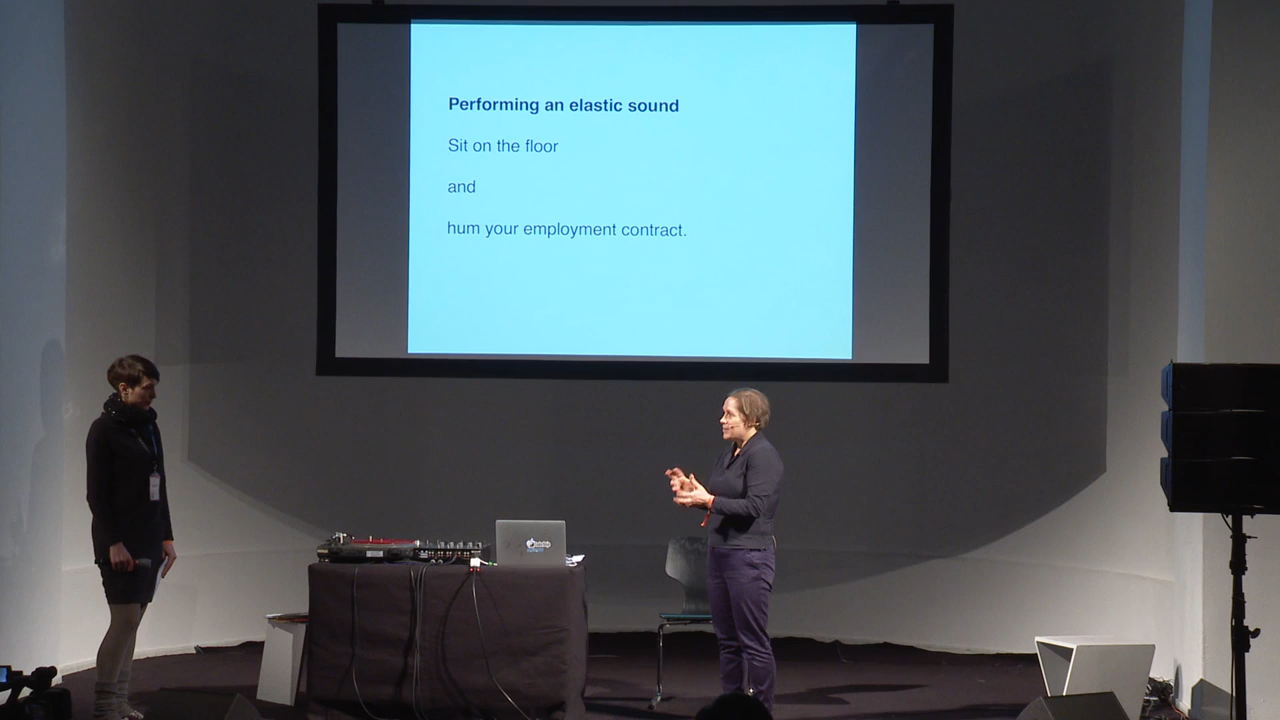 Performing an elastic sound
Sit on the floor
and
hum your employment contract.